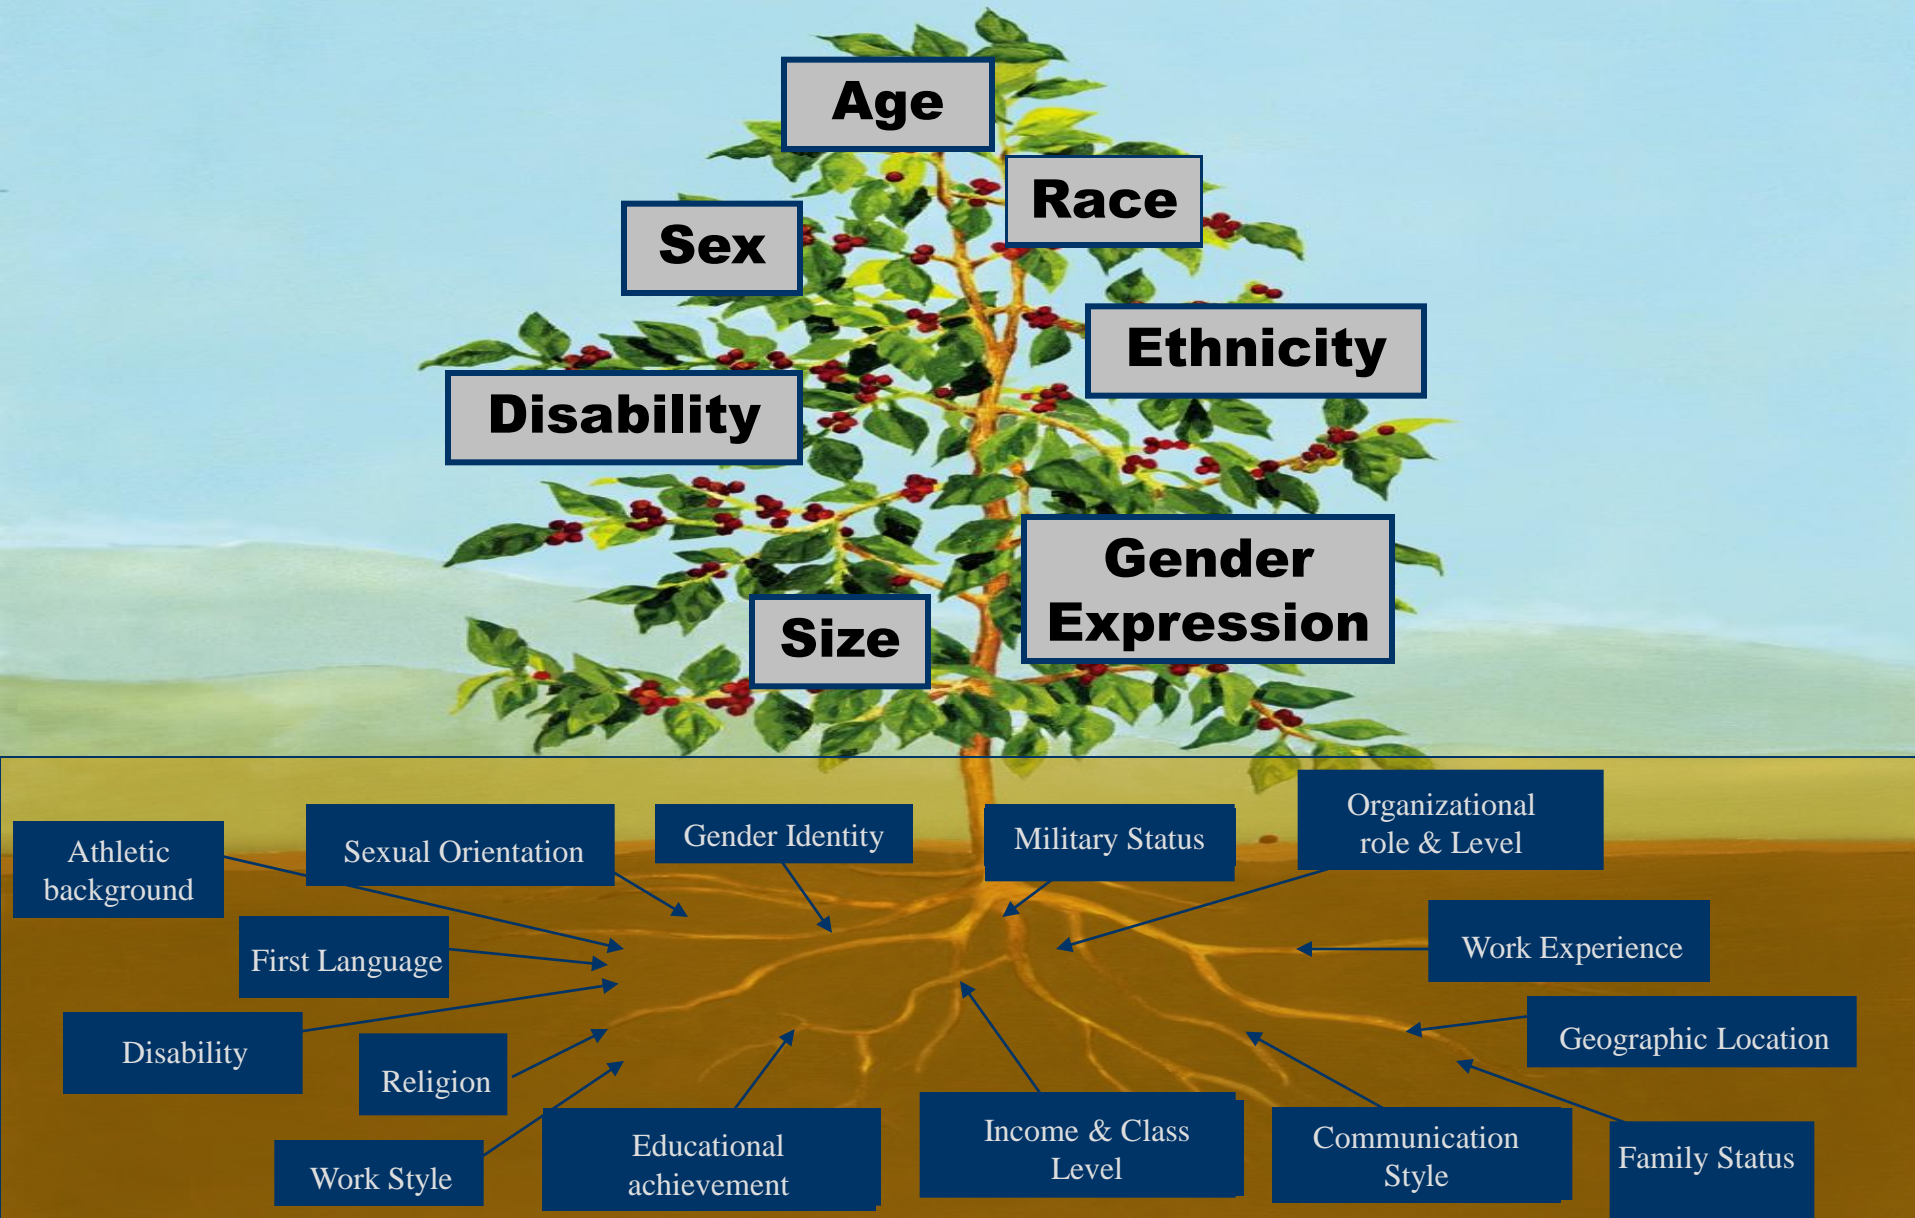 Age
Race
Sex
Ethnicity
Disability
Gender
Expression
Size
Organizational
role & Level
Gender Identity
Military Status
Sexual Orientation
Athletic
background
First Language
Work Experience
Disability
Religion
Geographic Location
Work Style
Educational
achievement
Income & Class
Level
Communication
Style
Family Status